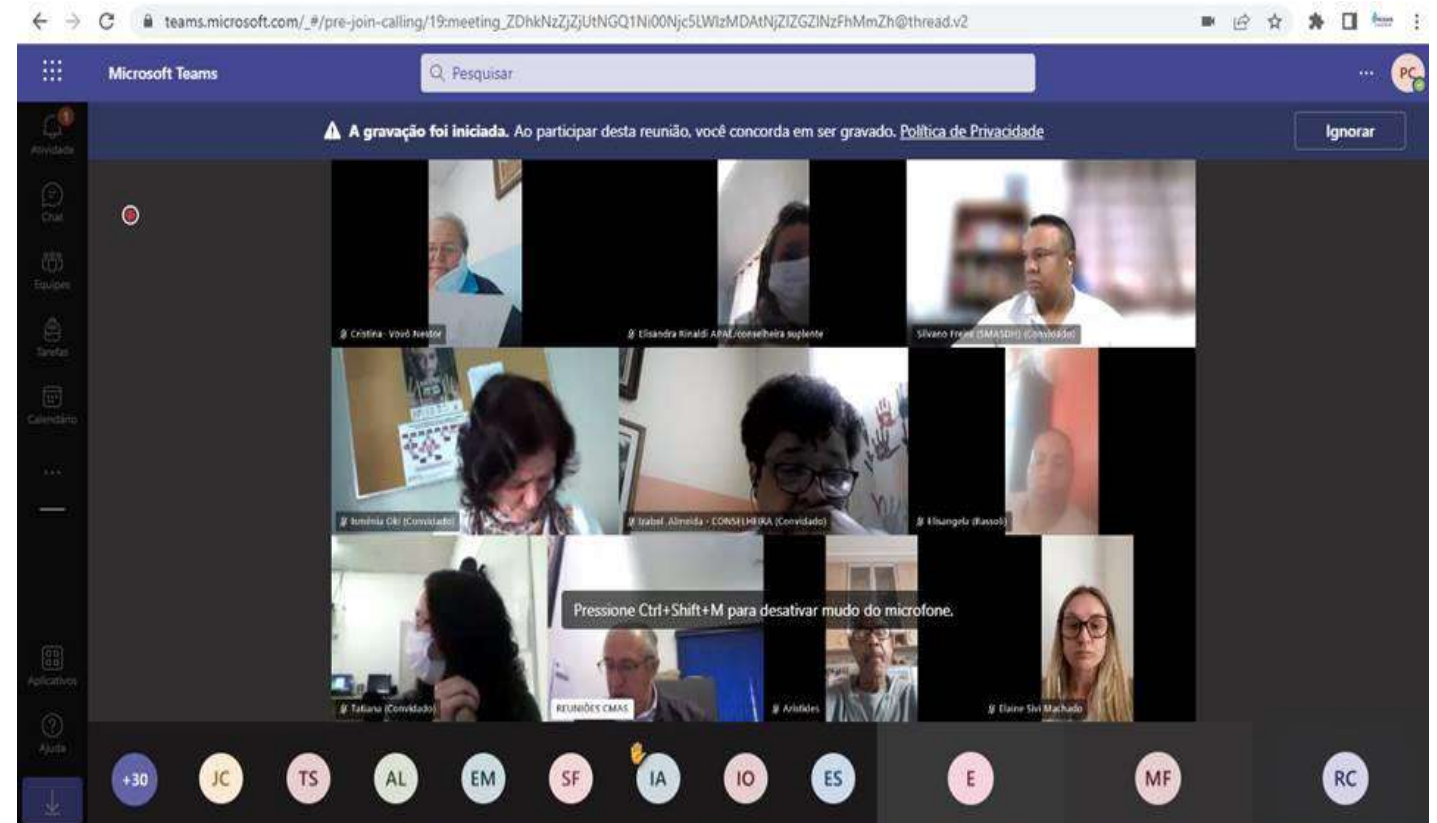 teams.microsoft.com/_#/pre-join-calling/19:meeting_ZDhkNzZjZjUtNGQ1Ni00Njc5LWIzMDAtNjZlZGZlNzFhMmZh@thread.v2
Microsoft Teams
Pesquisar
PC
A gravação foi iniciada. Ao participar desta reunião, você concorda em ser gravado. Política de Privacidade
Ignorar
1
Atividade
Chat
Equipes
Tarefas
Calendário
Aplicativos
Ajuda
Cristina- Vovô Nestor
Elisandra Rinaldi APAE/conselheira suplente
Silvano Freire (SMASDH) (Convidado)
Ismênia Oki (Convidado)
Izabel Almeida - CONSELHEIRA (Convidado)
Elisangela (Bassoli)
Pressione Ctrl+Shift+M para desativar mudo do microfone.
Tatiana (Convidado)
REUNIÕES CMAS
Aristides
Elaine Sivi Machado
+30
JC
TS
AL
EM
SF
IA
IO
ES
E
MF
RC